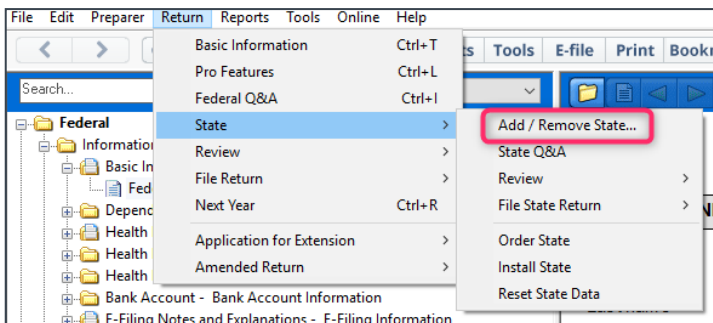 File Edit Preparer Return Reports Tools Online Help
Tools E-file Print
Search...
Basic Information Ctrl+T
Pro Features Ctrl+L
Federal Q&A Ctrl+I
State
Review
File Return
Next Year Ctrl+R
Application for Extension
Amended Return
Add / Remove State...
State Q&A
Review
File State Return
Order State
Install State
Reset State Data
Federal
Information
Basic In
Fed
Depend
Health
Health
Health
Bank Account - Bank Account Information
E-Filing Notes and Explanations - E-Filing Information